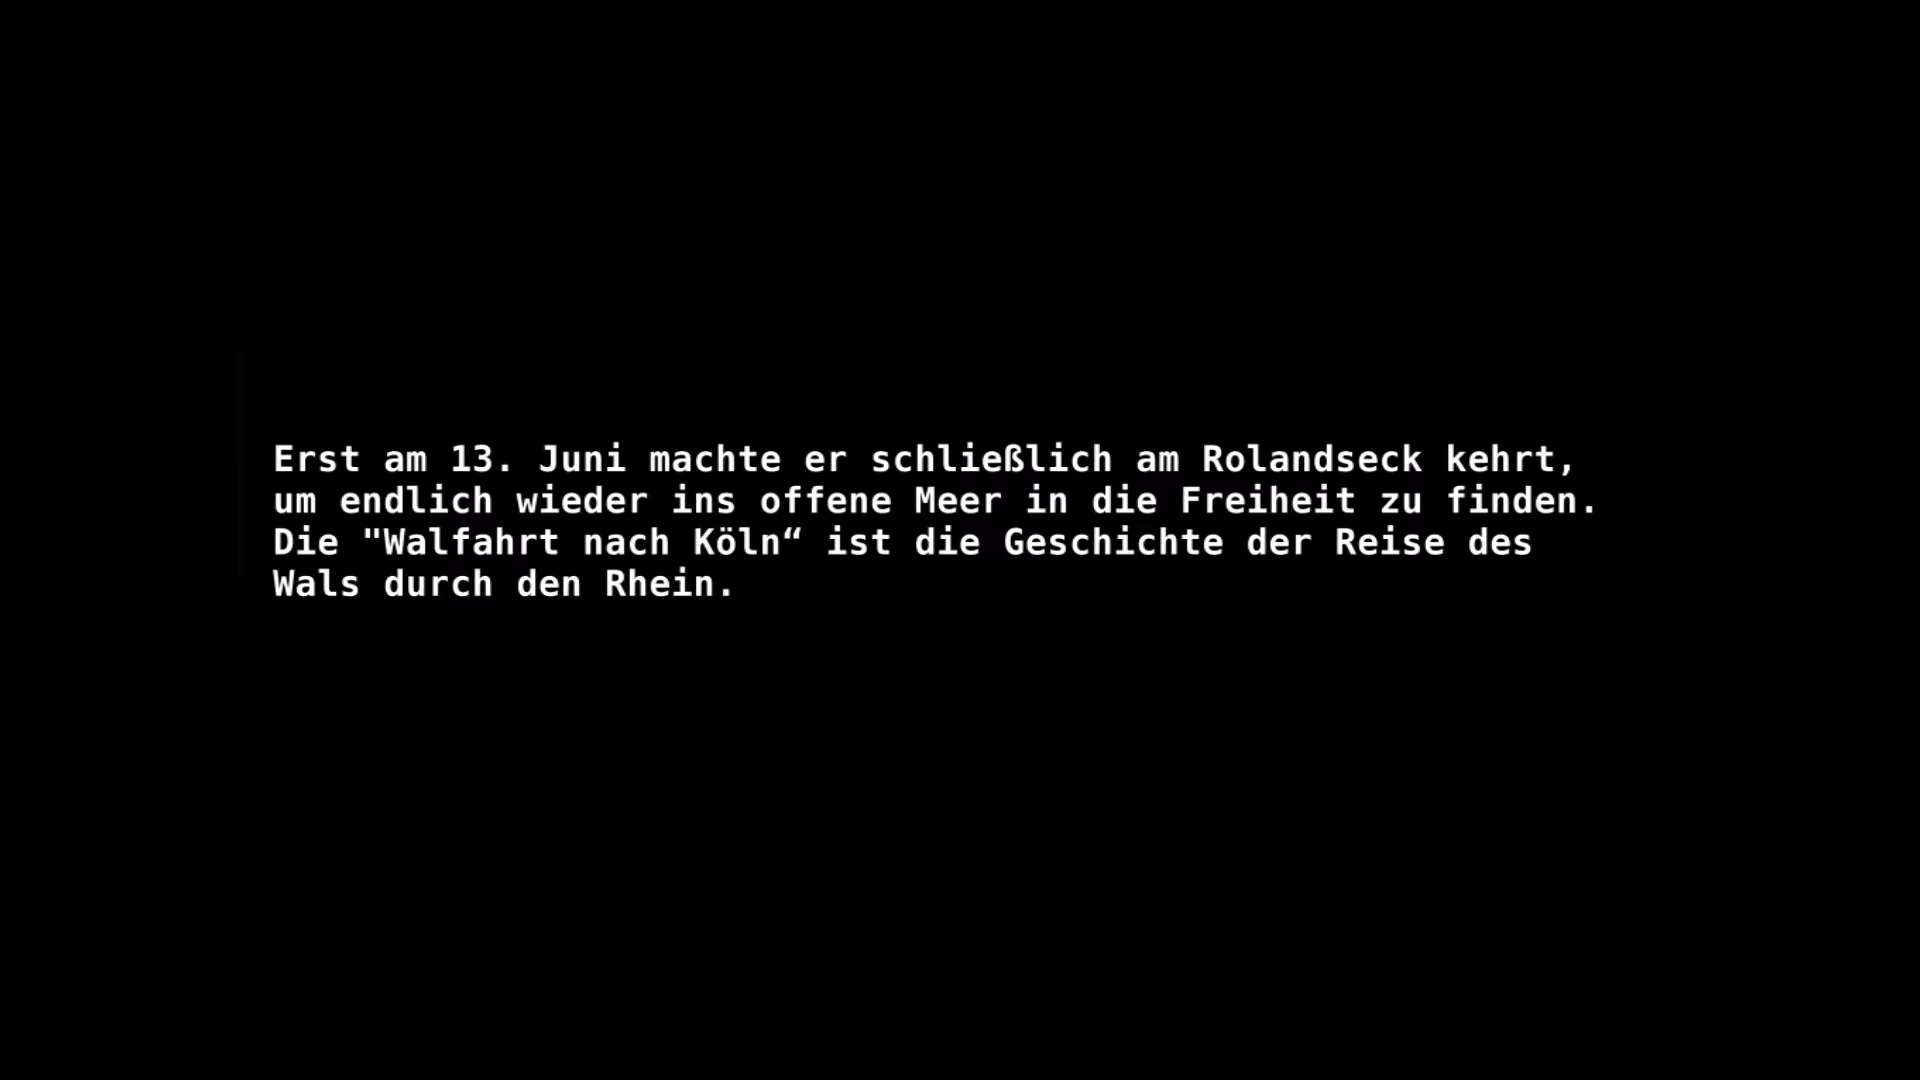 Erst am 13. Juni machte er schließlich am Rolandseck kehrt,
um endlich wieder ins offene Meer in die Freiheit zu finden.
Die "Walfahrt nach Köln“ ist die Geschichte der Reise des
Wals durch den Rhein.